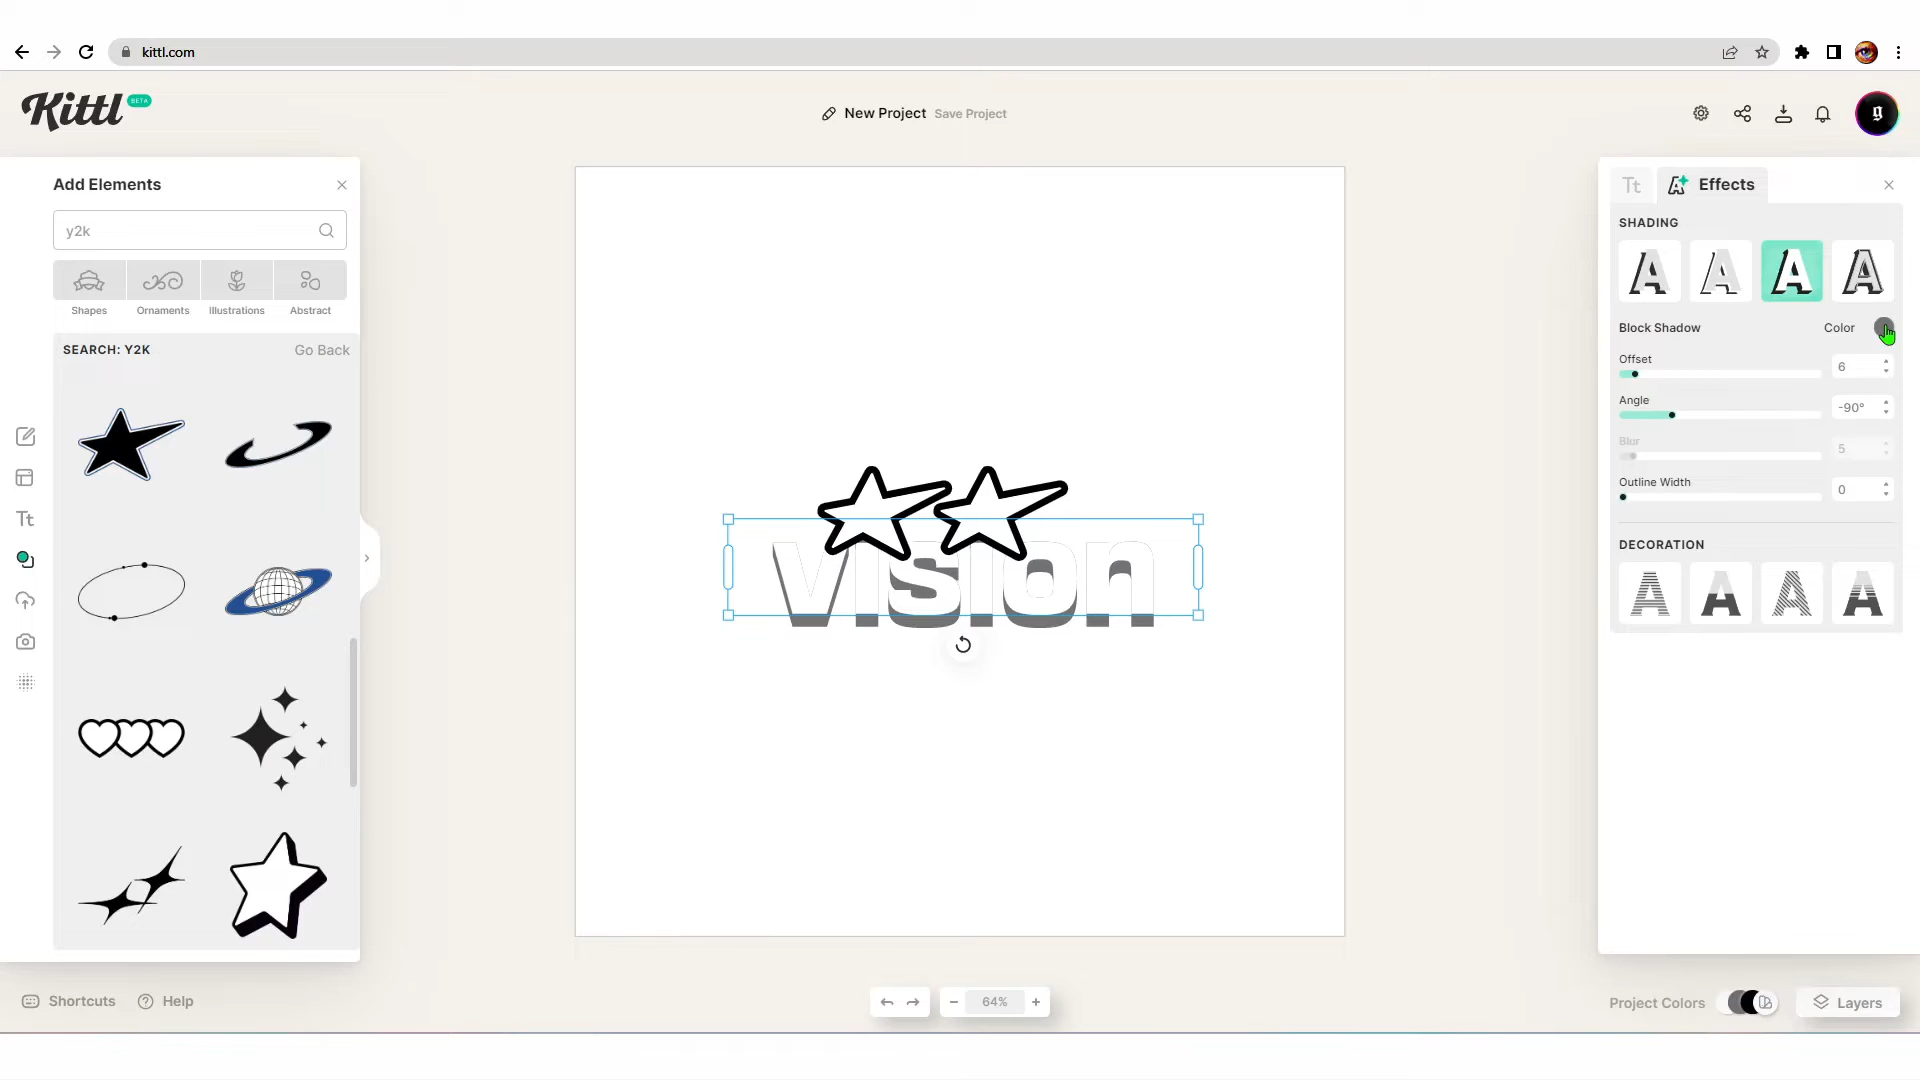 kittl.com
Kittl BETA
New Project Save Project
Add Elements
y2k
Shapes Ornaments Illustrations Abstract
SEARCH: Y2K Go Back
Tt
vision
Tt Effects
SHADING
A A A A
Block Shadow Color
Offset
6
Angle
-90°
Blur
5
Outline Width
0
DECORATION
A A A A
Shortcuts Help
64%
Project Colors Layers